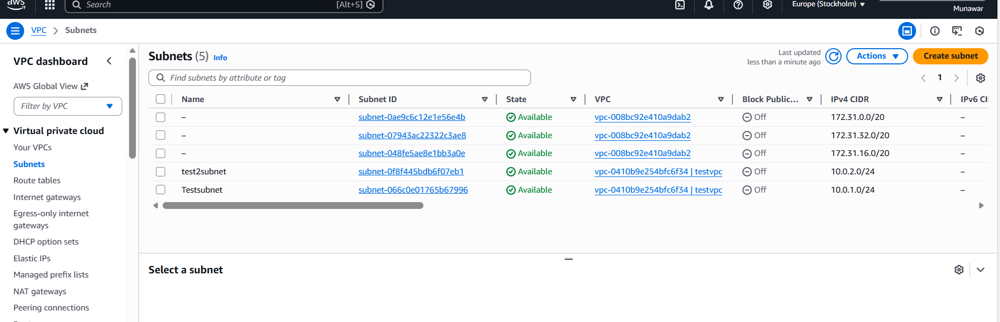 aws
Search [Alt+S]
Europe (Stockholm)
Munawar
VPC > Subnets
VPC dashboard
AWS Global View
Filter by VPC
Virtual private cloud
Your VPCs
Subnets
Route tables
Internet gateways
Egress-only internet
gateways
DHCP option sets
Elastic IPs
Managed prefix lists
NAT gateways
Peering connections
Subnets (5) Info
Last updated
less than a minute ago
Actions
Create subnet
Find subnets by attribute or tag
1
Name Subnet ID State VPC Block Public... IPv4 CIDR IPv6 CI
– subnet-0ae9c6c12e1e56e4b Available vpc-008bc92e410a9dab2 Off 172.31.0.0/20 –
– subnet-07943ac22322c3ae8 Available vpc-008bc92e410a9dab2 Off 172.31.32.0/20 –
– subnet-048fe5ae8e1bb3a0e Available vpc-008bc92e410a9dab2 Off 172.31.16.0/20 –
test2subnet subnet-0f8f445bdb6f07eb1 Available vpc-0410b9e254bfc6f34 | testvpc Off 10.0.2.0/24 –
Testsubnet subnet-066c0e01765b67996 Available vpc-0410b9e254bfc6f34 | testvpc Off 10.0.1.0/24 –
Select a subnet